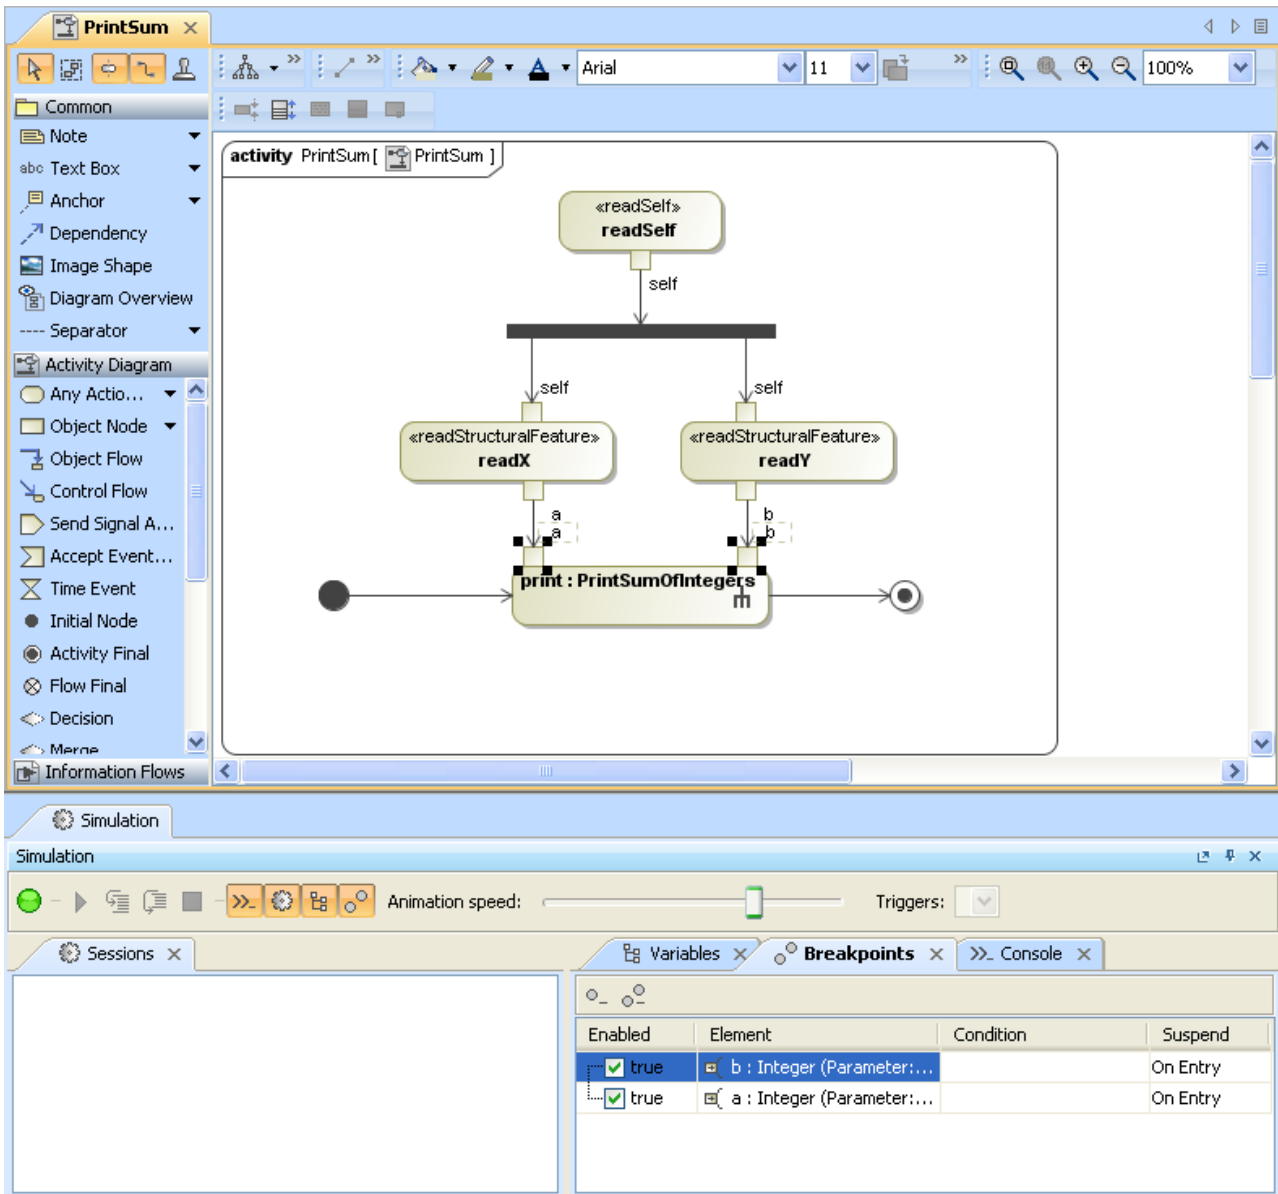 PrintSum
Arial
11
100%
Common
Note
abc Text Box
Anchor
Dependency
Image Shape
Diagram Overview
Separator
Activity Diagram
Any Actio...
Object Node
Object Flow
Control Flow
Send Signal A...
Accept Event...
Time Event
Initial Node
Activity Final
Flow Final
Decision
Merge
Information Flows
activity PrintSum [ PrintSum ]
«readSelf»
readSelf
self
self
self
«readStructuralFeature»
readX
«readStructuralFeature»
readY
a
b
a
b
print : PrintSumOfIntegers
Simulation
Simulation
Animation speed:
Triggers:
Sessions
Variables
Breakpoints
Console
Enabled Element Condition Suspend
true b : Integer (Parameter:... On Entry
true a : Integer (Parameter:... On Entry